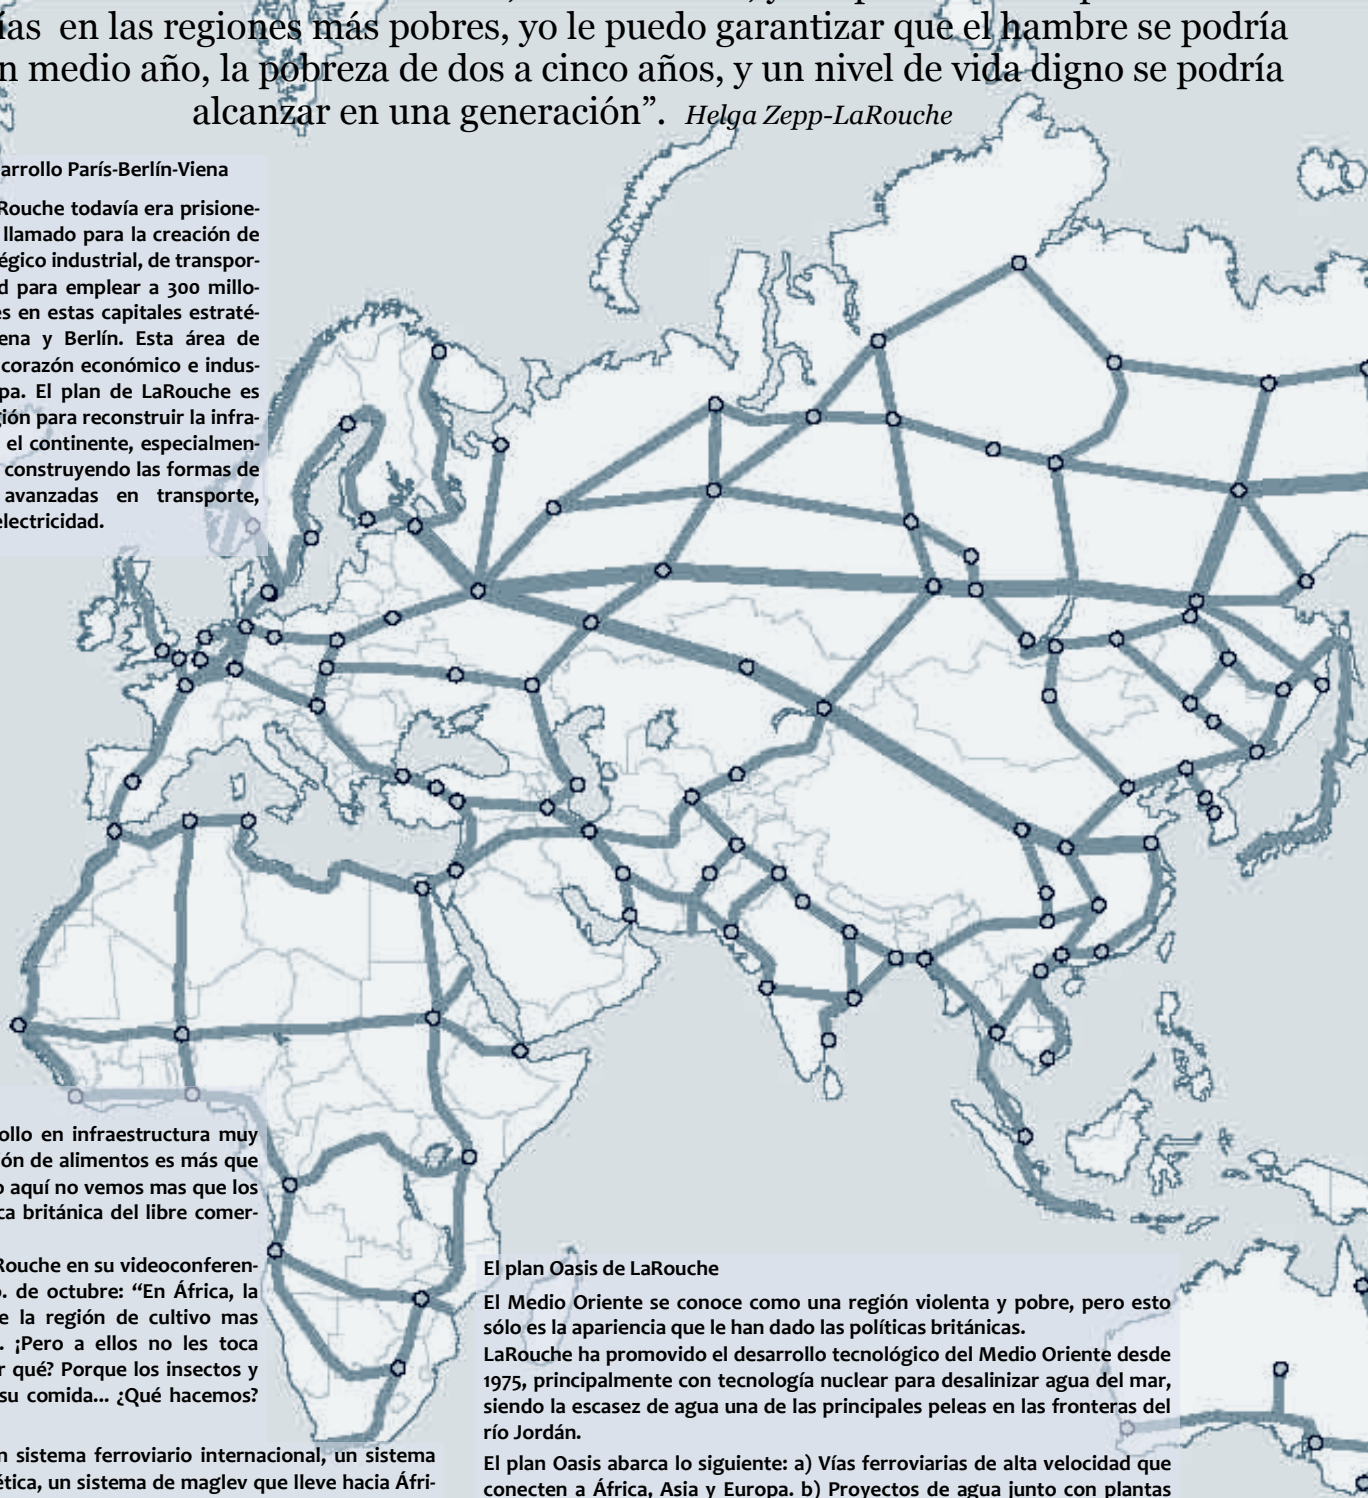 en las regiones más pobres, yo le puedo garantizar que el hambre se podría
medio año, la pobreza de dos a cinco años, y un nivel de vida digno se podría
alcanzar en una generación”. Helga Zepp-LaRouche
París-Berlín-Viena
Rouche todavía era prisione-
llamado para la creación de
industrial, de transpor-
para emplear a 300 millo-
en estas capitales estraté-
y Berlín. Esta área de
corazón económico e indus-
El plan de LaRouche es
para reconstruir la infra-
el continente, especialmen-
construyendo las formas de
avanzadas en transporte,
electricidad.
en infraestructura muy
de alimentos es más que
aquí no vemos mas que los
británica del libre comer-
Rouche en su videoconferen-
de octubre: “En África, la
la región de cultivo mas
¡Pero a ellos no les toca
qué? Porque los insectos y
su comida... ¿Qué hacemos?
sistema ferroviario internacional, un sistema
un sistema de maglev que lleve hacia Áfri-
El plan Oasis de LaRouche
El Medio Oriente se conoce como una región violenta y pobre, pero esto
sólo es la apariencia que le han dado las políticas británicas.
LaRouche ha promovido el desarrollo tecnológico del Medio Oriente desde
1975, principalmente con tecnología nuclear para desalinizar agua del mar,
siendo la escasez de agua una de las principales peleas en las fronteras del
río Jordán.
El plan Oasis abarca lo siguiente: a) Vías ferroviarias de alta velocidad que
conecten a África, Asia y Europa. b) Proyectos de agua junto con plantas